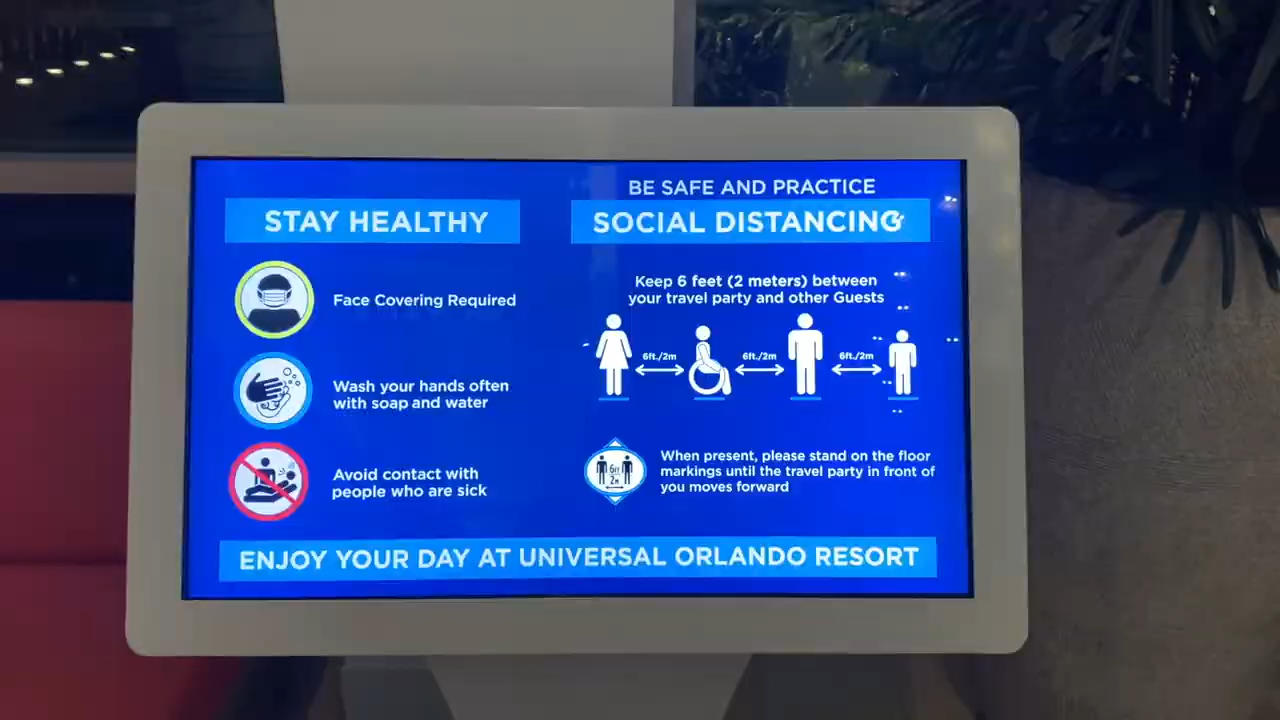 STAY HEALTHY
Face Covering Required
Wash your hands often
with soap and water
Avoid contact with
people who are sick
BE SAFE AND PRACTICE
SOCIAL DISTANCING
Keep 6 feet (2 meters) between
your travel party and other Guests
6ft./2m 6ft./2m 6ft./2m
6FT
2M
When present, please stand on the floor
markings until the travel party in front of
you moves forward
ENJOY YOUR DAY AT UNIVERSAL ORLANDO RESORT